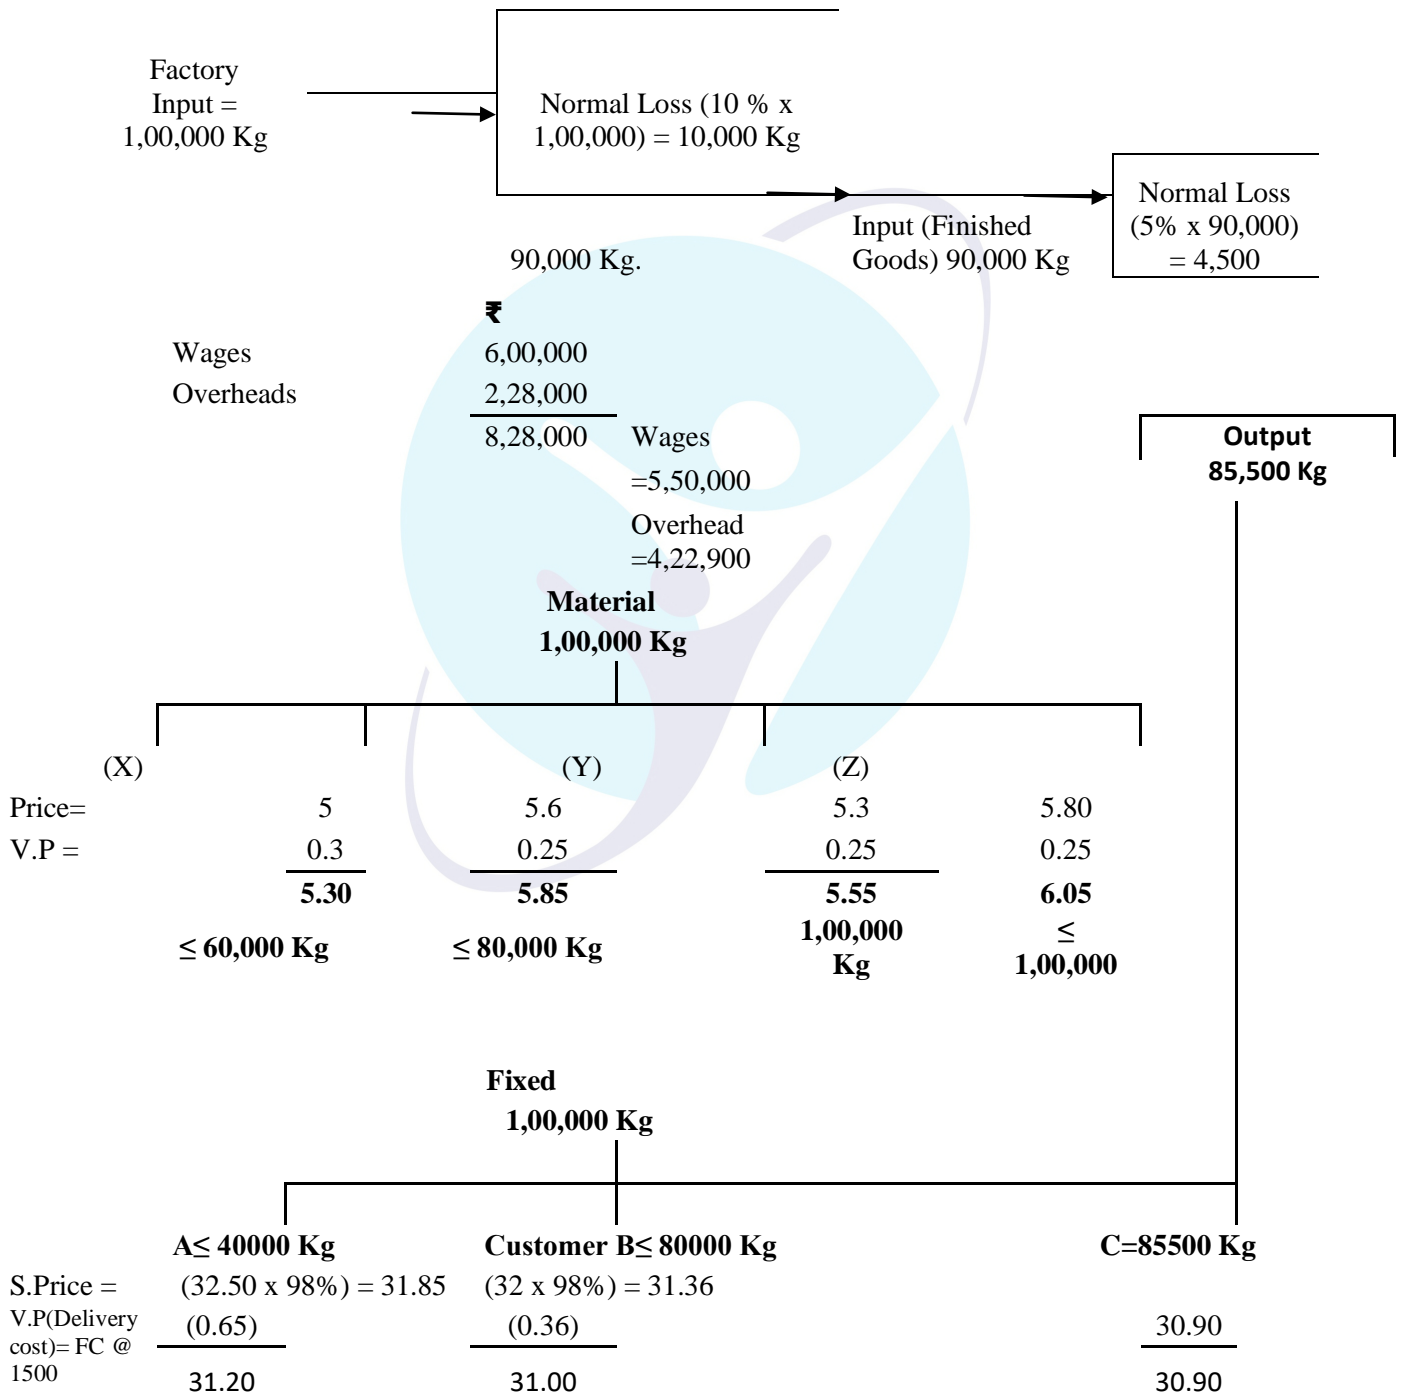 Factory
Input =
1,00,000 Kg
Normal Loss (10 % x
1,00,000) = 10,000 Kg
Normal Loss
(5% x 90,000)
= 4,500
Input (Finished
Goods) 90,000 Kg
90,000 Kg.
₹
Wages 6,00,000
Overheads 2,28,000
8,28,000 Wages
=5,50,000
Overhead
=4,22,900
Output
85,500 Kg
Material
1,00,000 Kg
(X) (Y) (Z)
Price= 5 5.6 5.3 5.80
V.P = 0.3 0.25 0.25 0.25
5.30 5.85 5.55 6.05
≤ 60,000 Kg ≤ 80,000 Kg 1,00,000
Kg ≤
1,00,000
Fixed
1,00,000 Kg
A≤ 40000 Kg Customer B≤ 80000 Kg C=85500 Kg
S.Price = (32.50 x 98%) = 31.85 (32 x 98%) = 31.36
V.P(Delivery
cost)= FC @
1500
(0.65) (0.36) 30.90
31.20 31.00 30.90